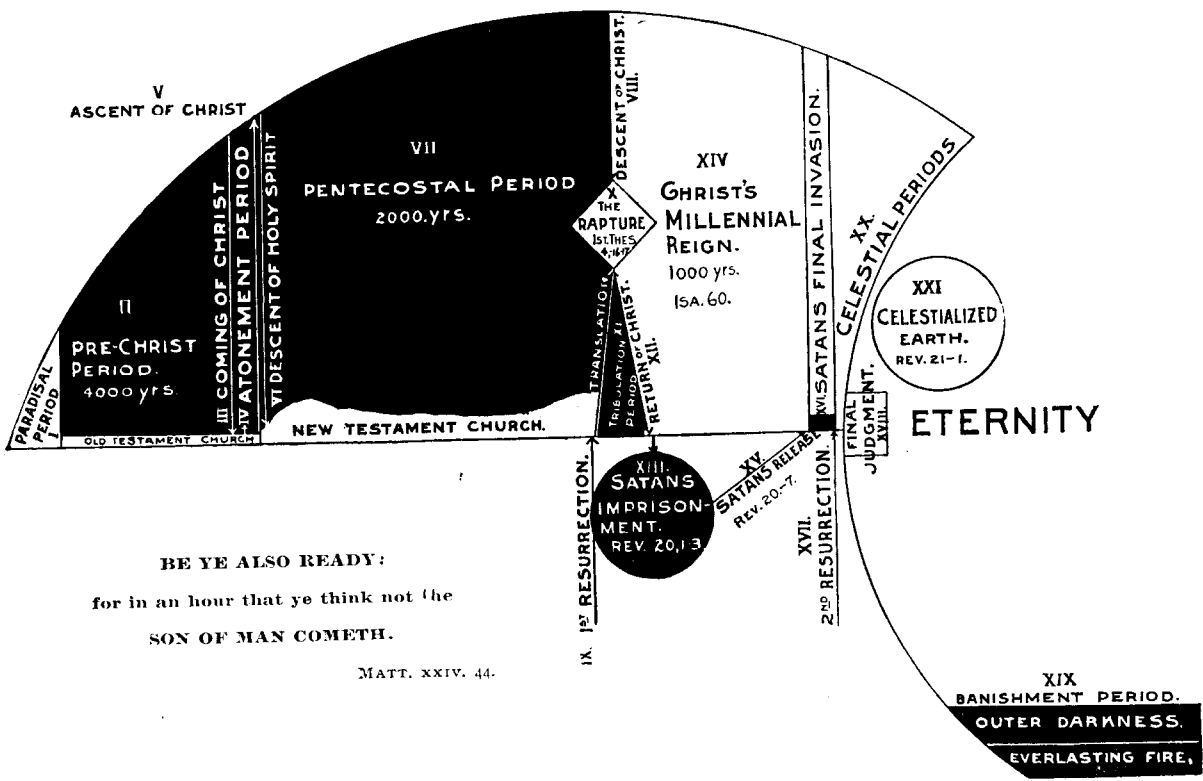 V
ASCENT OF CHRIST
PARADISAL
PERIOD
I
II
PRE-CHRIST
PERIOD.
4000 yrs.
OLD TESTAMENT CHURCH
III COMING OF CHRIST
IV ATONEMENT PERIOD
VI DESCENT OF HOLY SPIRIT
VII
PENTECOSTAL PERIOD
2000.yrs.
NEW TESTAMENT CHURCH.
DESCENT OF CHRIST.
VIII.
X
THE
RAPTURE
1ST. THES
4,-16-17
TRANSLATION
TRIBULATION XI
PERIOD
RETURN OF CHRIST.
XII.
XIV
GHRIST'S
MILLENNIAL
REIGN.
1000 yrs.
ISA. 60.
XVI. SATANS FINAL INVASION.
XX.
CELESTIAL PERIODS
XXI
CELESTIALIZED
EARTH.
REV. 21-1.
FINAL
JUDGMENT.
XVIII.
ETERNITY
IX. 1ST RESURRECTION.
XIII.
SATANS
IMPRISON-
MENT.
REV. 20,1-3.
XV.
SATANS RELEASE
REV. 20.-7.
XVII.
2ND RESURRECTION.
BE YE ALSO READY:
for in an hour that ye think not the
SON OF MAN COMETH.
MATT. XXIV. 44.
XIX
BANISHMENT PERIOD.
OUTER DARKNESS.
EVERLASTING FIRE,